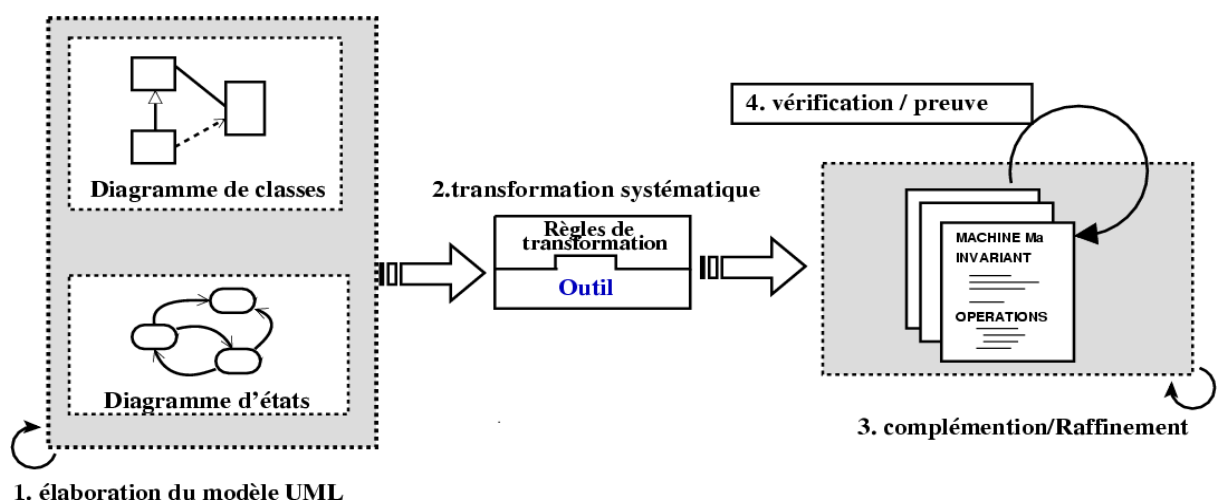 Diagramme de classes
Diagramme d'états
1. élaboration du modèle UML
2.transformation systématique
Règles de
transformation
Outil
4. vérification / preuve
MACHINE Ma
INVARIANT
OPERATIONS
3. complémention/Raffinement